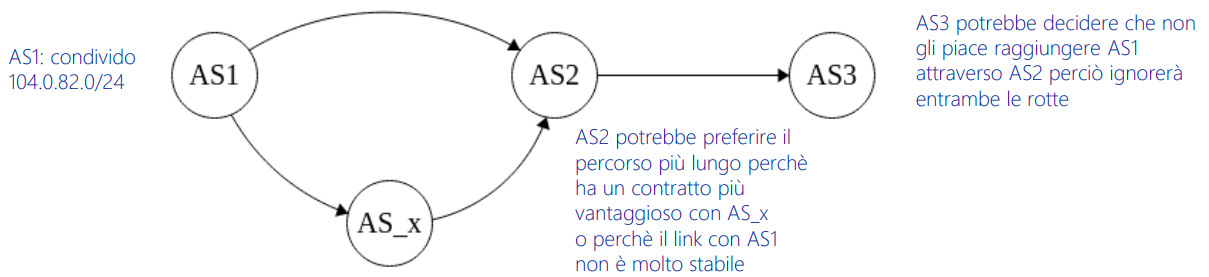 AS1: condivido
104.0.82.0/24
AS1
AS2
AS3
AS_x
AS3 potrebbe decidere che non
gli piace raggiungere AS1
attraverso AS2 perciò ignorerà
entrambe le rotte
AS2 potrebbe preferire il
percorso più lungo perchè
ha un contratto più
vantaggioso con AS_x
o perchè il link con AS1
non è molto stabile